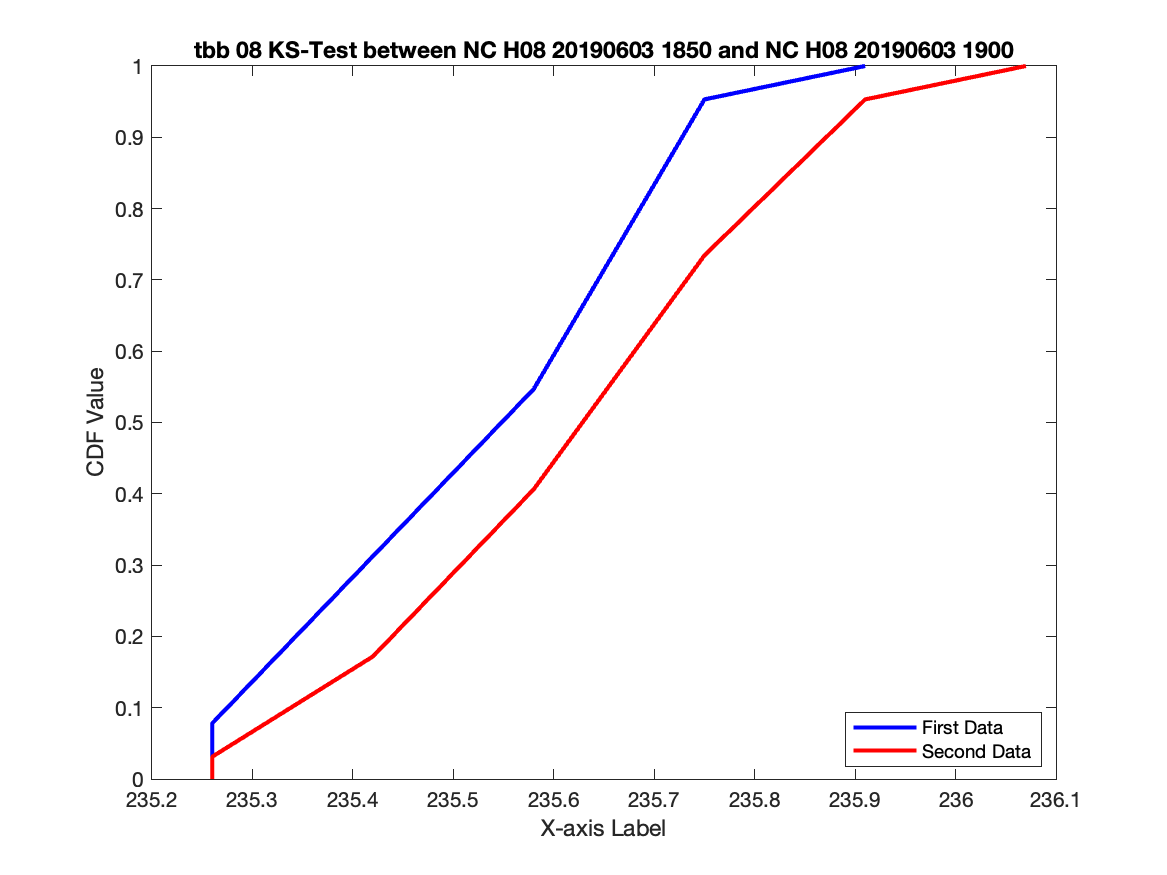 tbb 08 KS-Test between NC H08 20190603 1850 and NC H08 20190603 1900
1
0.9
0.8
0.7
0.6
0.5
0.4
0.3
0.2
0.1
0
CDF Value
First Data
Second Data
235.2 235.3 235.4 235.5 235.6 235.7 235.8 235.9 236 236.1
X-axis Label